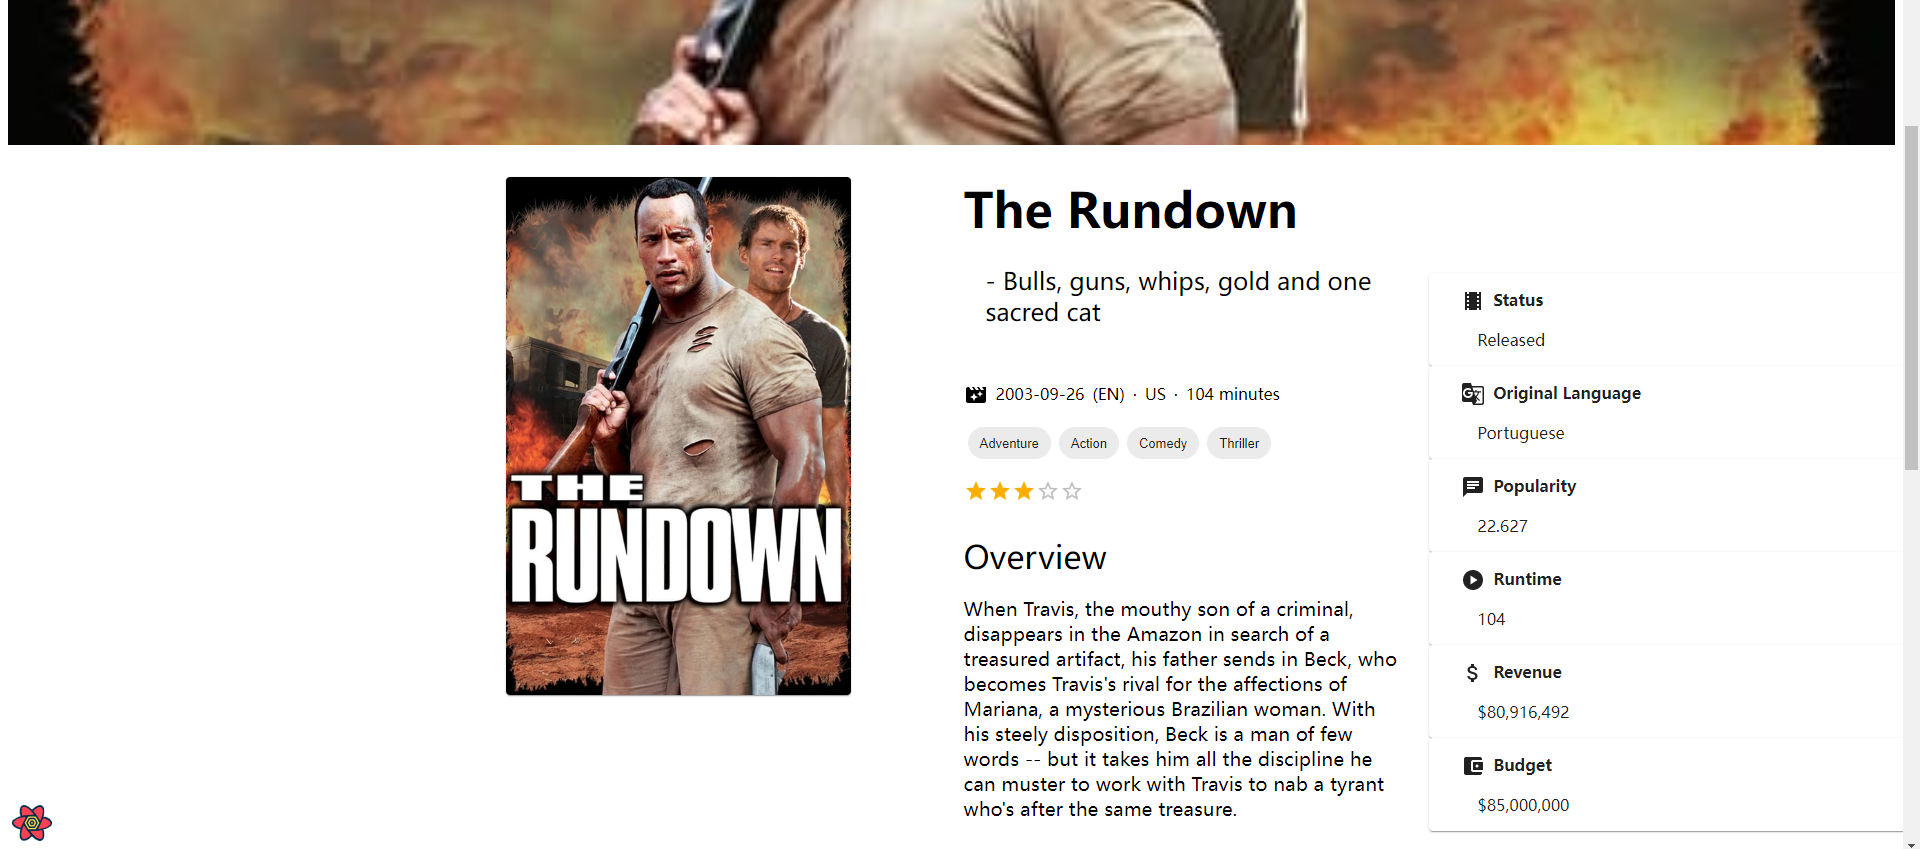 THE
RUNDOWN
The Rundown
- Bulls, guns, whips, gold and one
sacred cat
2003-09-26 (EN) · US · 104 minutes
Adventure
Action
Comedy
Thriller
Overview
When Travis, the mouthy son of a criminal,
disappears in the Amazon in search of a
treasured artifact, his father sends in Beck, who
becomes Travis's rival for the affections of
Mariana, a mysterious Brazilian woman. With
his steely disposition, Beck is a man of few
words -- but it takes him all the discipline he
can muster to work with Travis to nab a tyrant
who's after the same treasure.
Status
Released
Original Language
Portuguese
Popularity
22.627
Runtime
104
Revenue
$80,916,492
Budget
$85,000,000